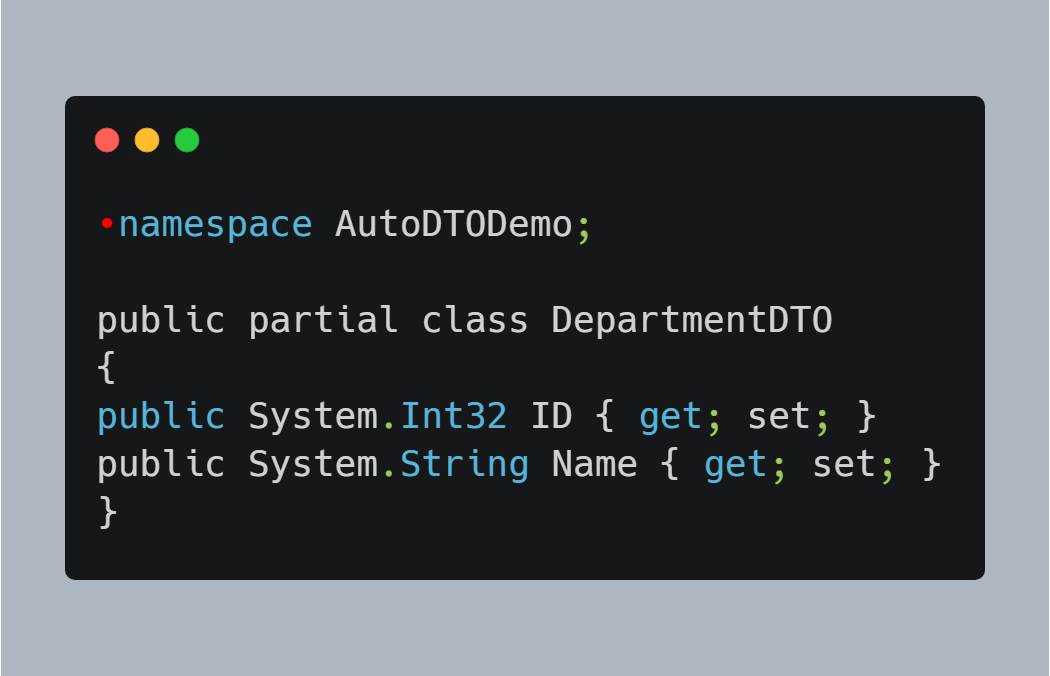 namespace AutoDTODemo;
public partial class DepartmentDTO
{
public System.Int32 ID { get; set; }
public System.String Name { get; set; }
}